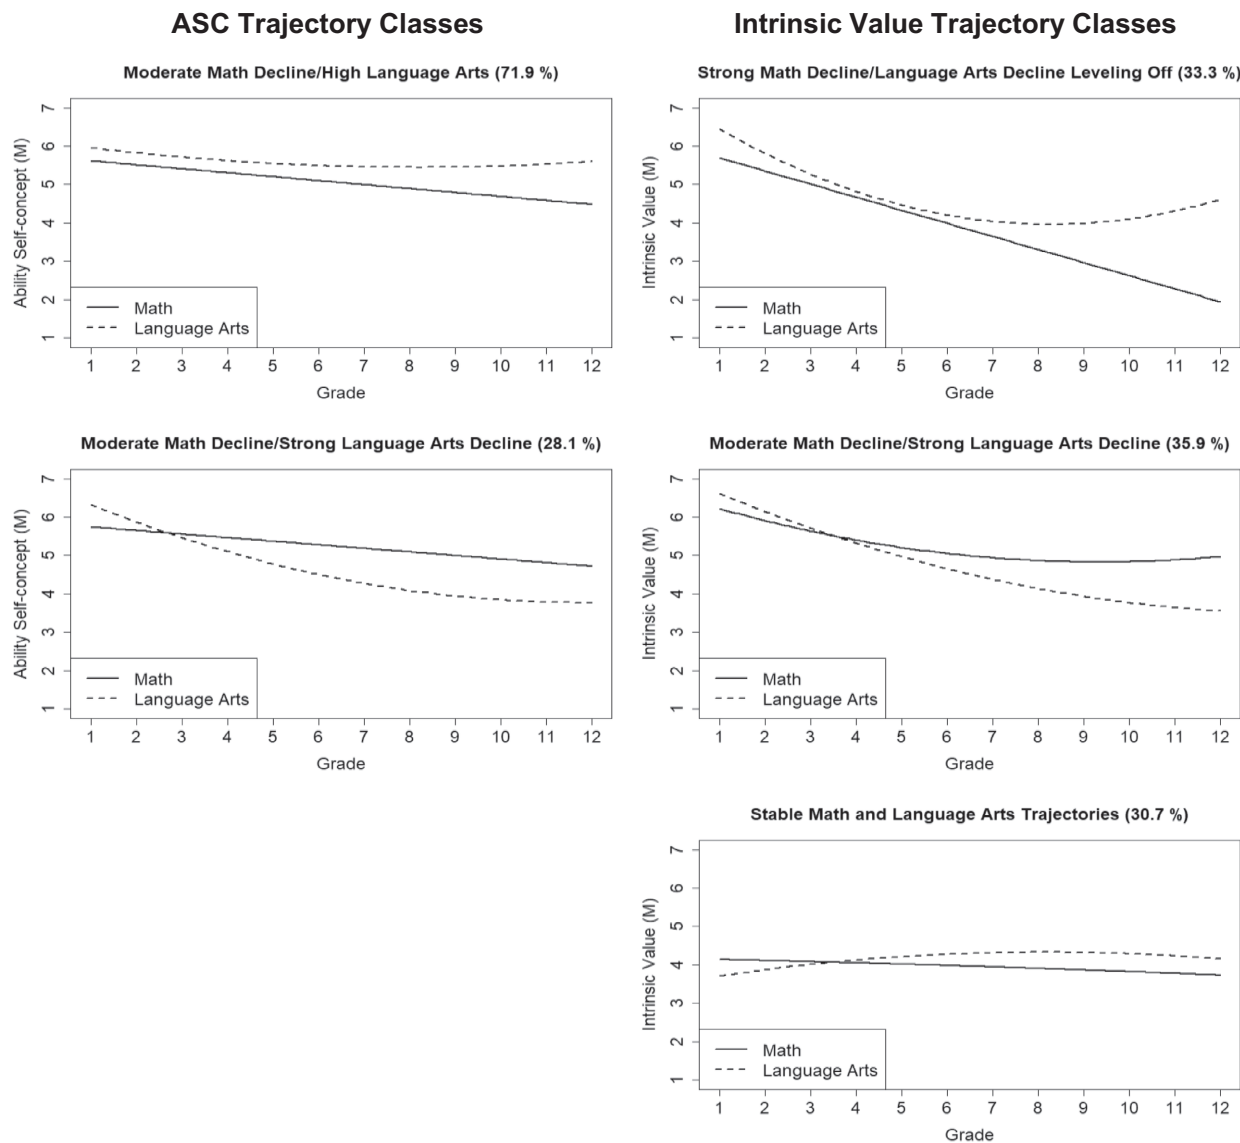 ASC Trajectory Classes
Intrinsic Value Trajectory Classes
Moderate Math Decline/High Language Arts (71.9 %)
Ability Self-concept (M)
7
6
5
4
3
2
1
Math
Language Arts
1 2 3 4 5 6 7 8 9 10 11 12
Grade
Strong Math Decline/Language Arts Decline Leveling Off (33.3 %)
Intrinsic Value (M)
7
6
5
4
3
2
1
Math
Language Arts
1 2 3 4 5 6 7 8 9 10 11 12
Grade
Moderate Math Decline/Strong Language Arts Decline (28.1 %)
Ability Self-concept (M)
7
6
5
4
3
2
1
Math
Language Arts
1 2 3 4 5 6 7 8 9 10 11 12
Grade
Moderate Math Decline/Strong Language Arts Decline (35.9 %)
Intrinsic Value (M)
7
6
5
4
3
2
1
Math
Language Arts
1 2 3 4 5 6 7 8 9 10 11 12
Grade
Stable Math and Language Arts Trajectories (30.7 %)
Intrinsic Value (M)
7
6
5
4
3
2
1
Math
Language Arts
1 2 3 4 5 6 7 8 9 10 11 12
Grade